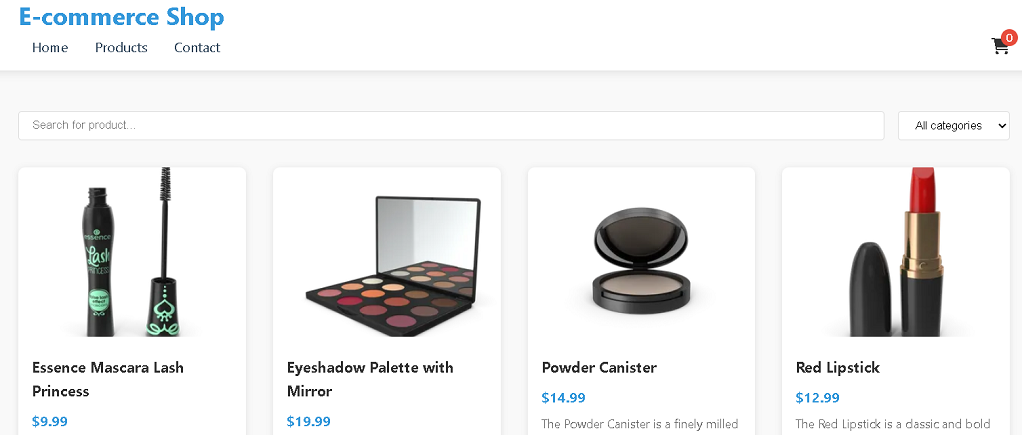 E-commerce Shop
Home Products Contact
0
Search for product...
All categories
essence
Lash
PRINCESS
Essence Mascara Lash
Princess
$9.99
Eyeshadow Palette with
Mirror
$19.99
Powder Canister
$14.99
The Powder Canister is a finely milled
Red Lipstick
$12.99
The Red Lipstick is a classic and bold